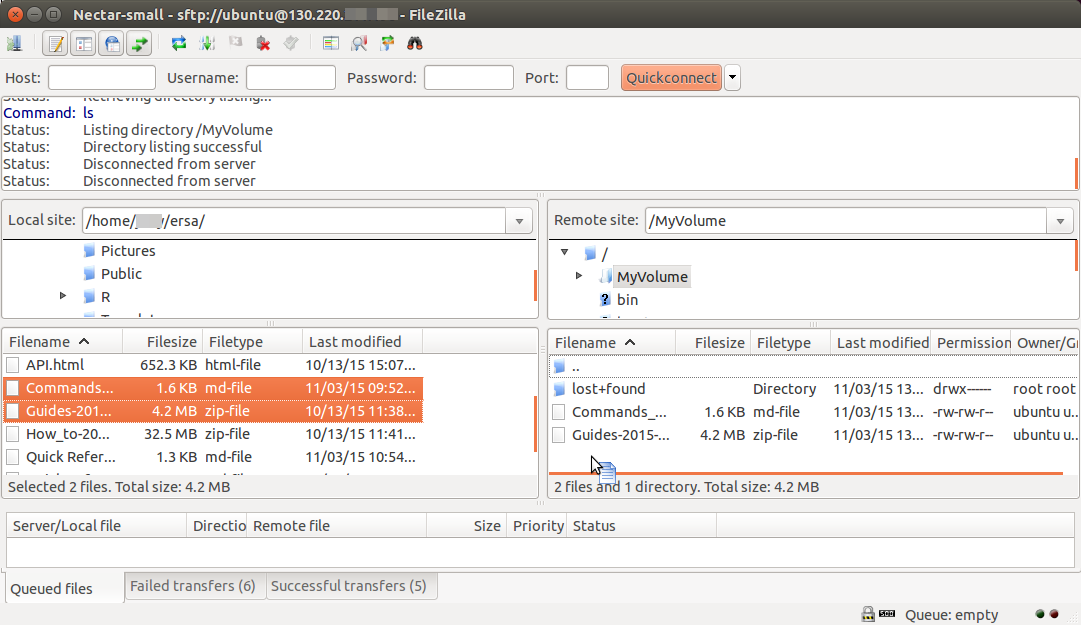 Nectar-small - sftp://ubuntu@130.220. - FileZilla
Host: Username: Password: Port: Quickconnect
Status: Retrieving directory listing...
Command: ls
Status: Listing directory /MyVolume
Status: Directory listing successful
Status: Disconnected from server
Status: Disconnected from server
Local site: /home/ /ersa/
Pictures
Public
R
Remote site: /MyVolume
/
MyVolume
? bin
Filename Filesize Filetype Last modified
API.html 652.3 KB html-file 10/13/15 15:07...
Commands... 1.6 KB md-file 11/03/15 09:52...
Guides-201... 4.2 MB zip-file 10/13/15 11:38...
How_to-20... 32.5 MB zip-file 10/13/15 11:41...
Quick Refer... 1.3 KB md-file 11/03/15 10:54...
Selected 2 files. Total size: 4.2 MB
Filename Filesize Filetype Last modified Permission Owner/Gr
..
lost+found Directory 11/03/15 13... drwx------ root root
Commands_... 1.6 KB md-file 11/03/15 13... -rw-rw-r-- ubuntu u...
Guides-2015-... 4.2 MB zip-file 11/03/15 13... -rw-rw-r-- ubuntu u...
2 files and 1 directory. Total size: 4.2 MB
Server/Local file Directio Remote file Size Priority Status
Queued files Failed transfers (6) Successful transfers (5)
Queue: empty